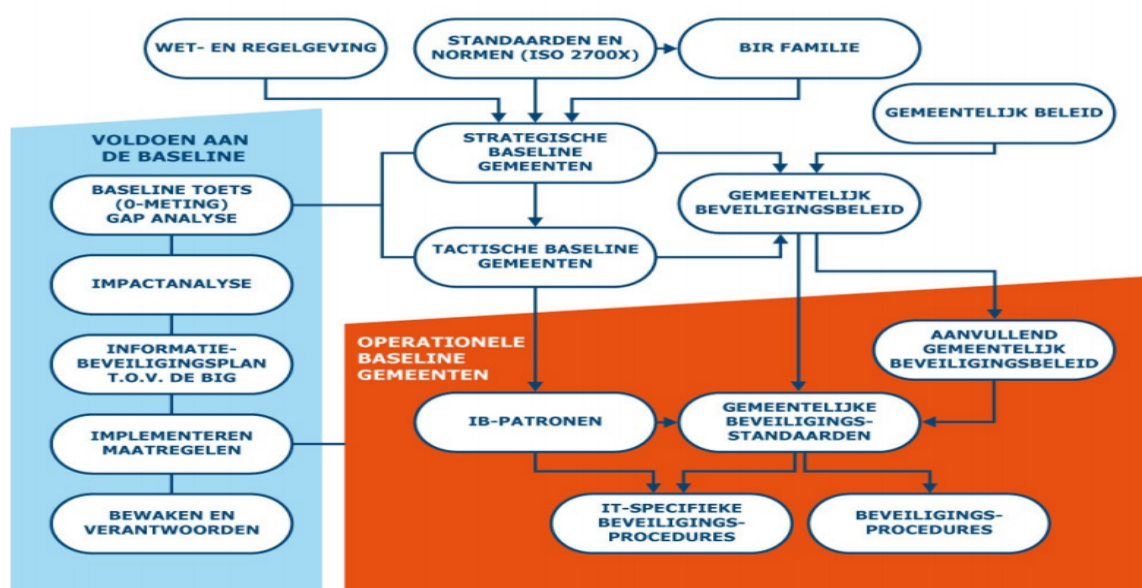 WET- EN REGELGEVING
STANDAARDEN EN
NORMEN (ISO 2700X)
BIR FAMILIE
GEMEENTELIJK BELEID
VOLDOEN AAN
DE BASELINE
STRATEGISCHE
BASELINE
GEMEENTEN
BASELINE TOETS
(0-METING)
GAP ANALYSE
GEMEENTELIJK
BEVEILIGINGSBELEID
TACTISCHE BASELINE
GEMEENTEN
IMPACTANALYSE
OPERATIONELE
BASELINE
GEMEENTEN
AANVULLEND
GEMEENTELIJK
BEVEILIGINGSBELEID
INFORMATIE-
BEVEILIGINGSPLAN
T.O.V. DE BIG
IB-PATRONEN
GEMEENTELIJKE
BEVEILIGINGS-
STANDAARDEN
IMPLEMENTEREN
MAATREGELEN
BEWAKEN EN
VERANTWOORDEN
IT-SPECIFIEKE
BEVEILIGINGS-
PROCEDURES
BEVEILIGINGS-
PROCEDURES